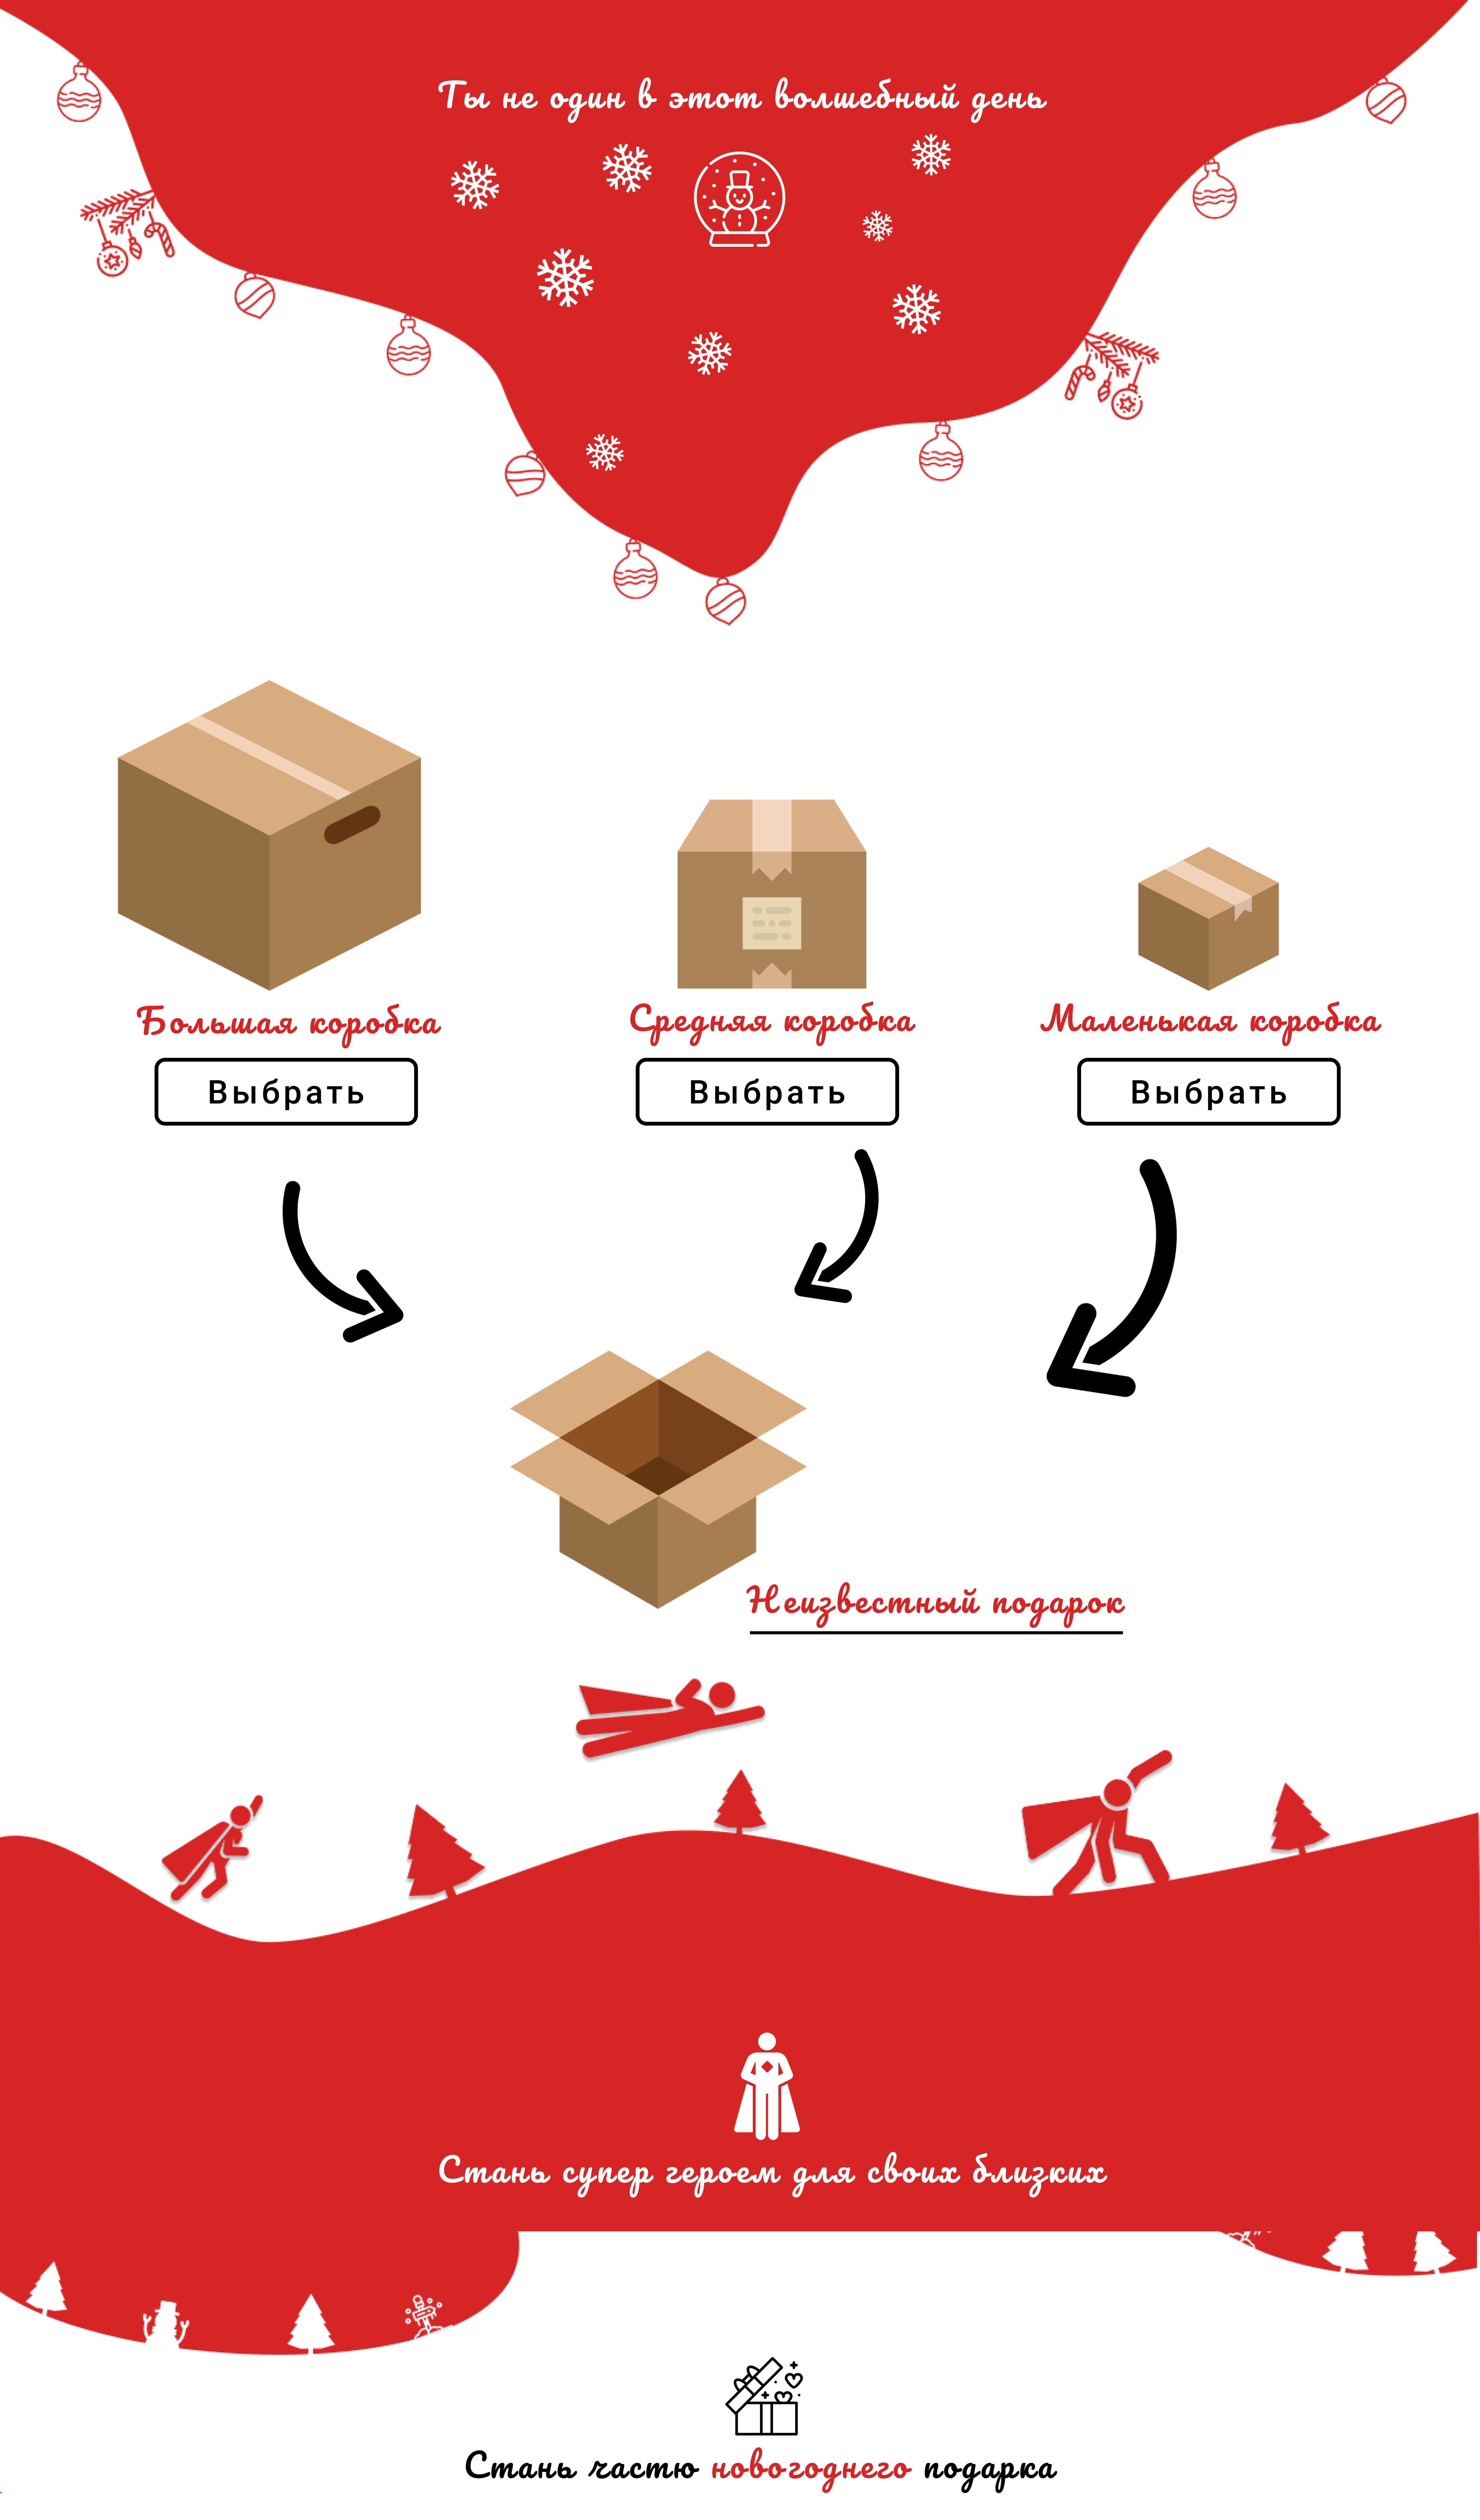 Ты не один в этот волшебный день
Большая коробка
Средняя коробка
Маленькая коробка
Выбрать
Выбрать
Выбрать
Неизвестный подарок
Стань супер героем для своих близких
Стань частю новогоднего подарка